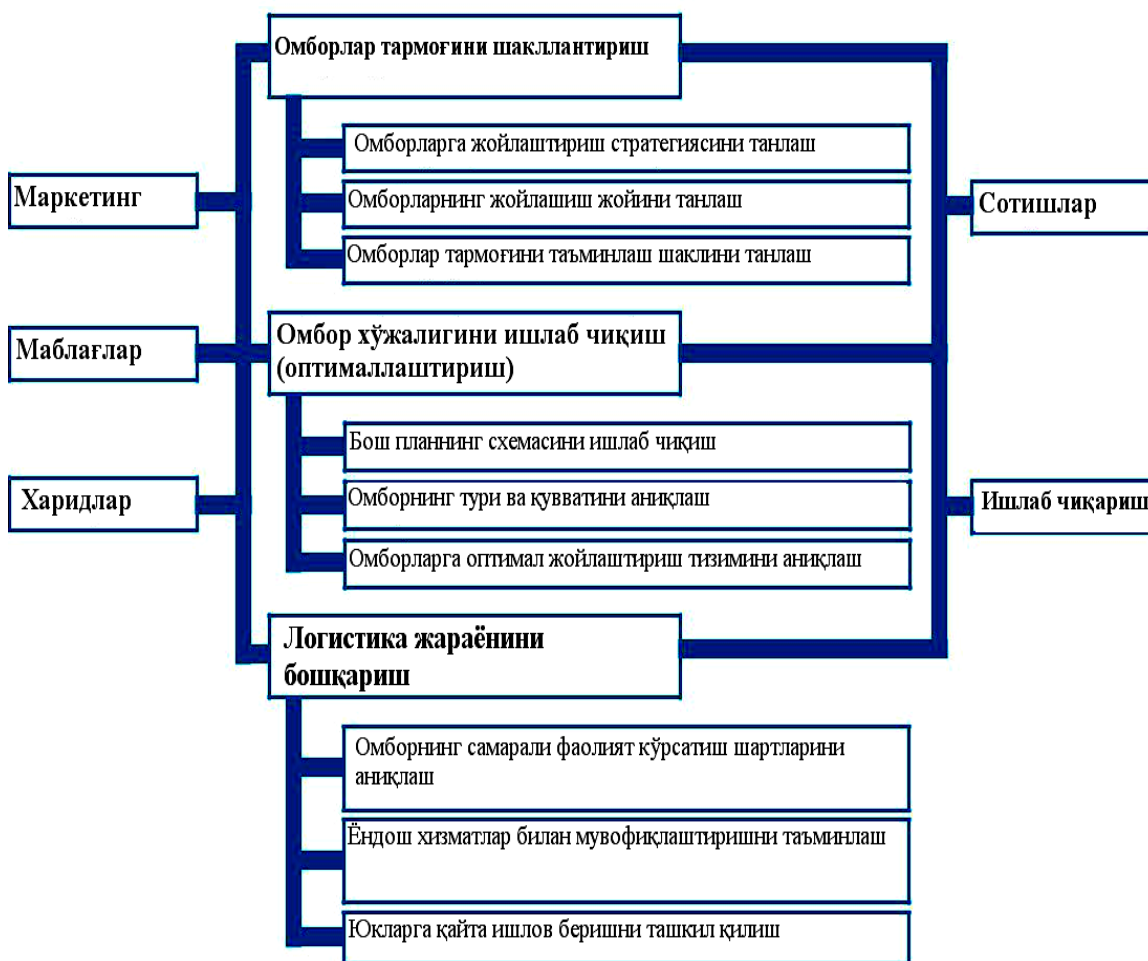 Омборлар тармоғини шакллантириш
Омборларга жойлаштириш стратегиясини танлаш
Омборларнинг жойлашиш жойини танлаш
Омборлар тармоғини таъминлаш шаклини танлаш
Маркетинг
Сотишлар
Маблағлар
Омбор хўжалигини ишлаб чиқиш
(оптималлаштириш)
Бош планнинг схемасини ишлаб чиқиш
Омборнинг тури ва қувватини аниқлаш
Омборларга оптимал жойлаштириш тизимини аниқлаш
Харидлар
Ишлаб чиқариш
Логистика жараёнини
бошқариш
Омборнинг самарали фаолият кўрсатиш шартларини
аниқлаш
Ёндош хизматлар билан мувофиқлаштиришни таъминлаш
Юкларга қайта ишлов беришни ташкил қилиш